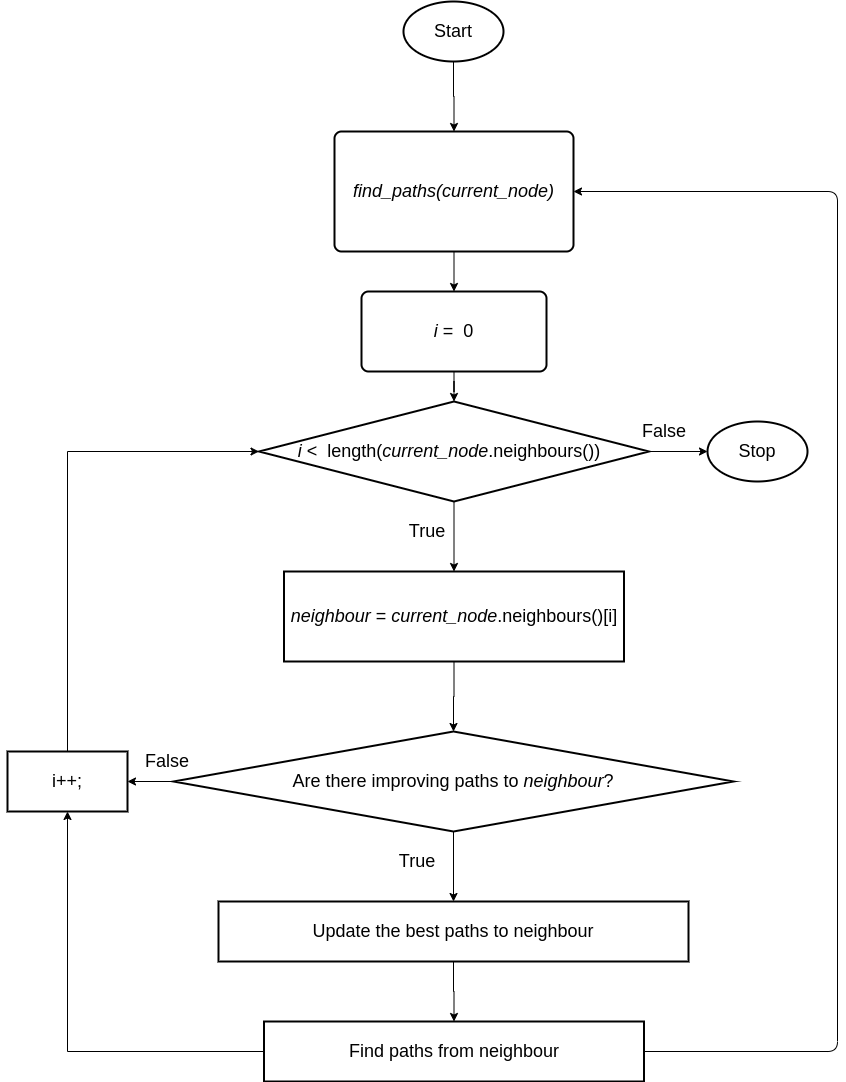 Start
find_paths(current_node)
i = 0
i < length(current_node.neighbours())
False
Stop
True
neighbour = current_node.neighbours()[i]
False
i++;
Are there improving paths to neighbour?
True
Update the best paths to neighbour
Find paths from neighbour